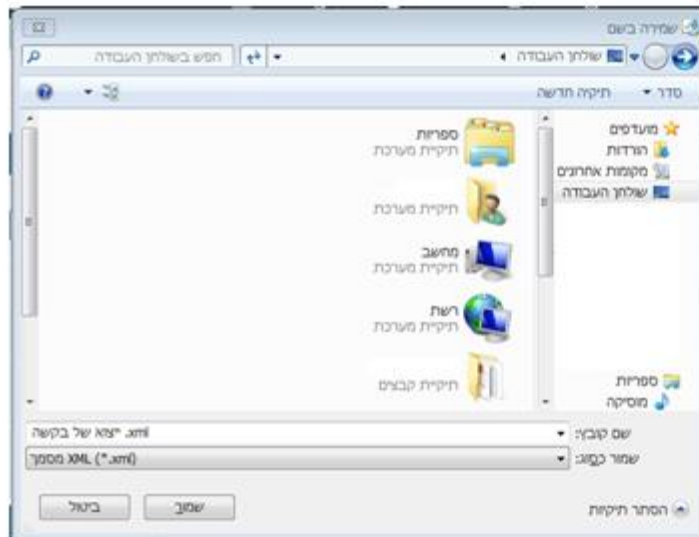 שמירה בשם
שולחן העבודה
חפש בשולחן העבודה
סדר
תיקיה חדשה
מועדפים
הורדות
מקומות אחרונים
שולחן העבודה
ספריות
מוסיקה
ספריות
תיקיית מערכת
תיקיית מערכת
מחשב
תיקיית מערכת
רשת
תיקיית מערכת
תיקיית קבצים
שם קובץ:
ייצוא של בקשה .xml
שמור כסוג:
מסמך XML (*.xml)
הסתר תיקיות
שמור
ביטול